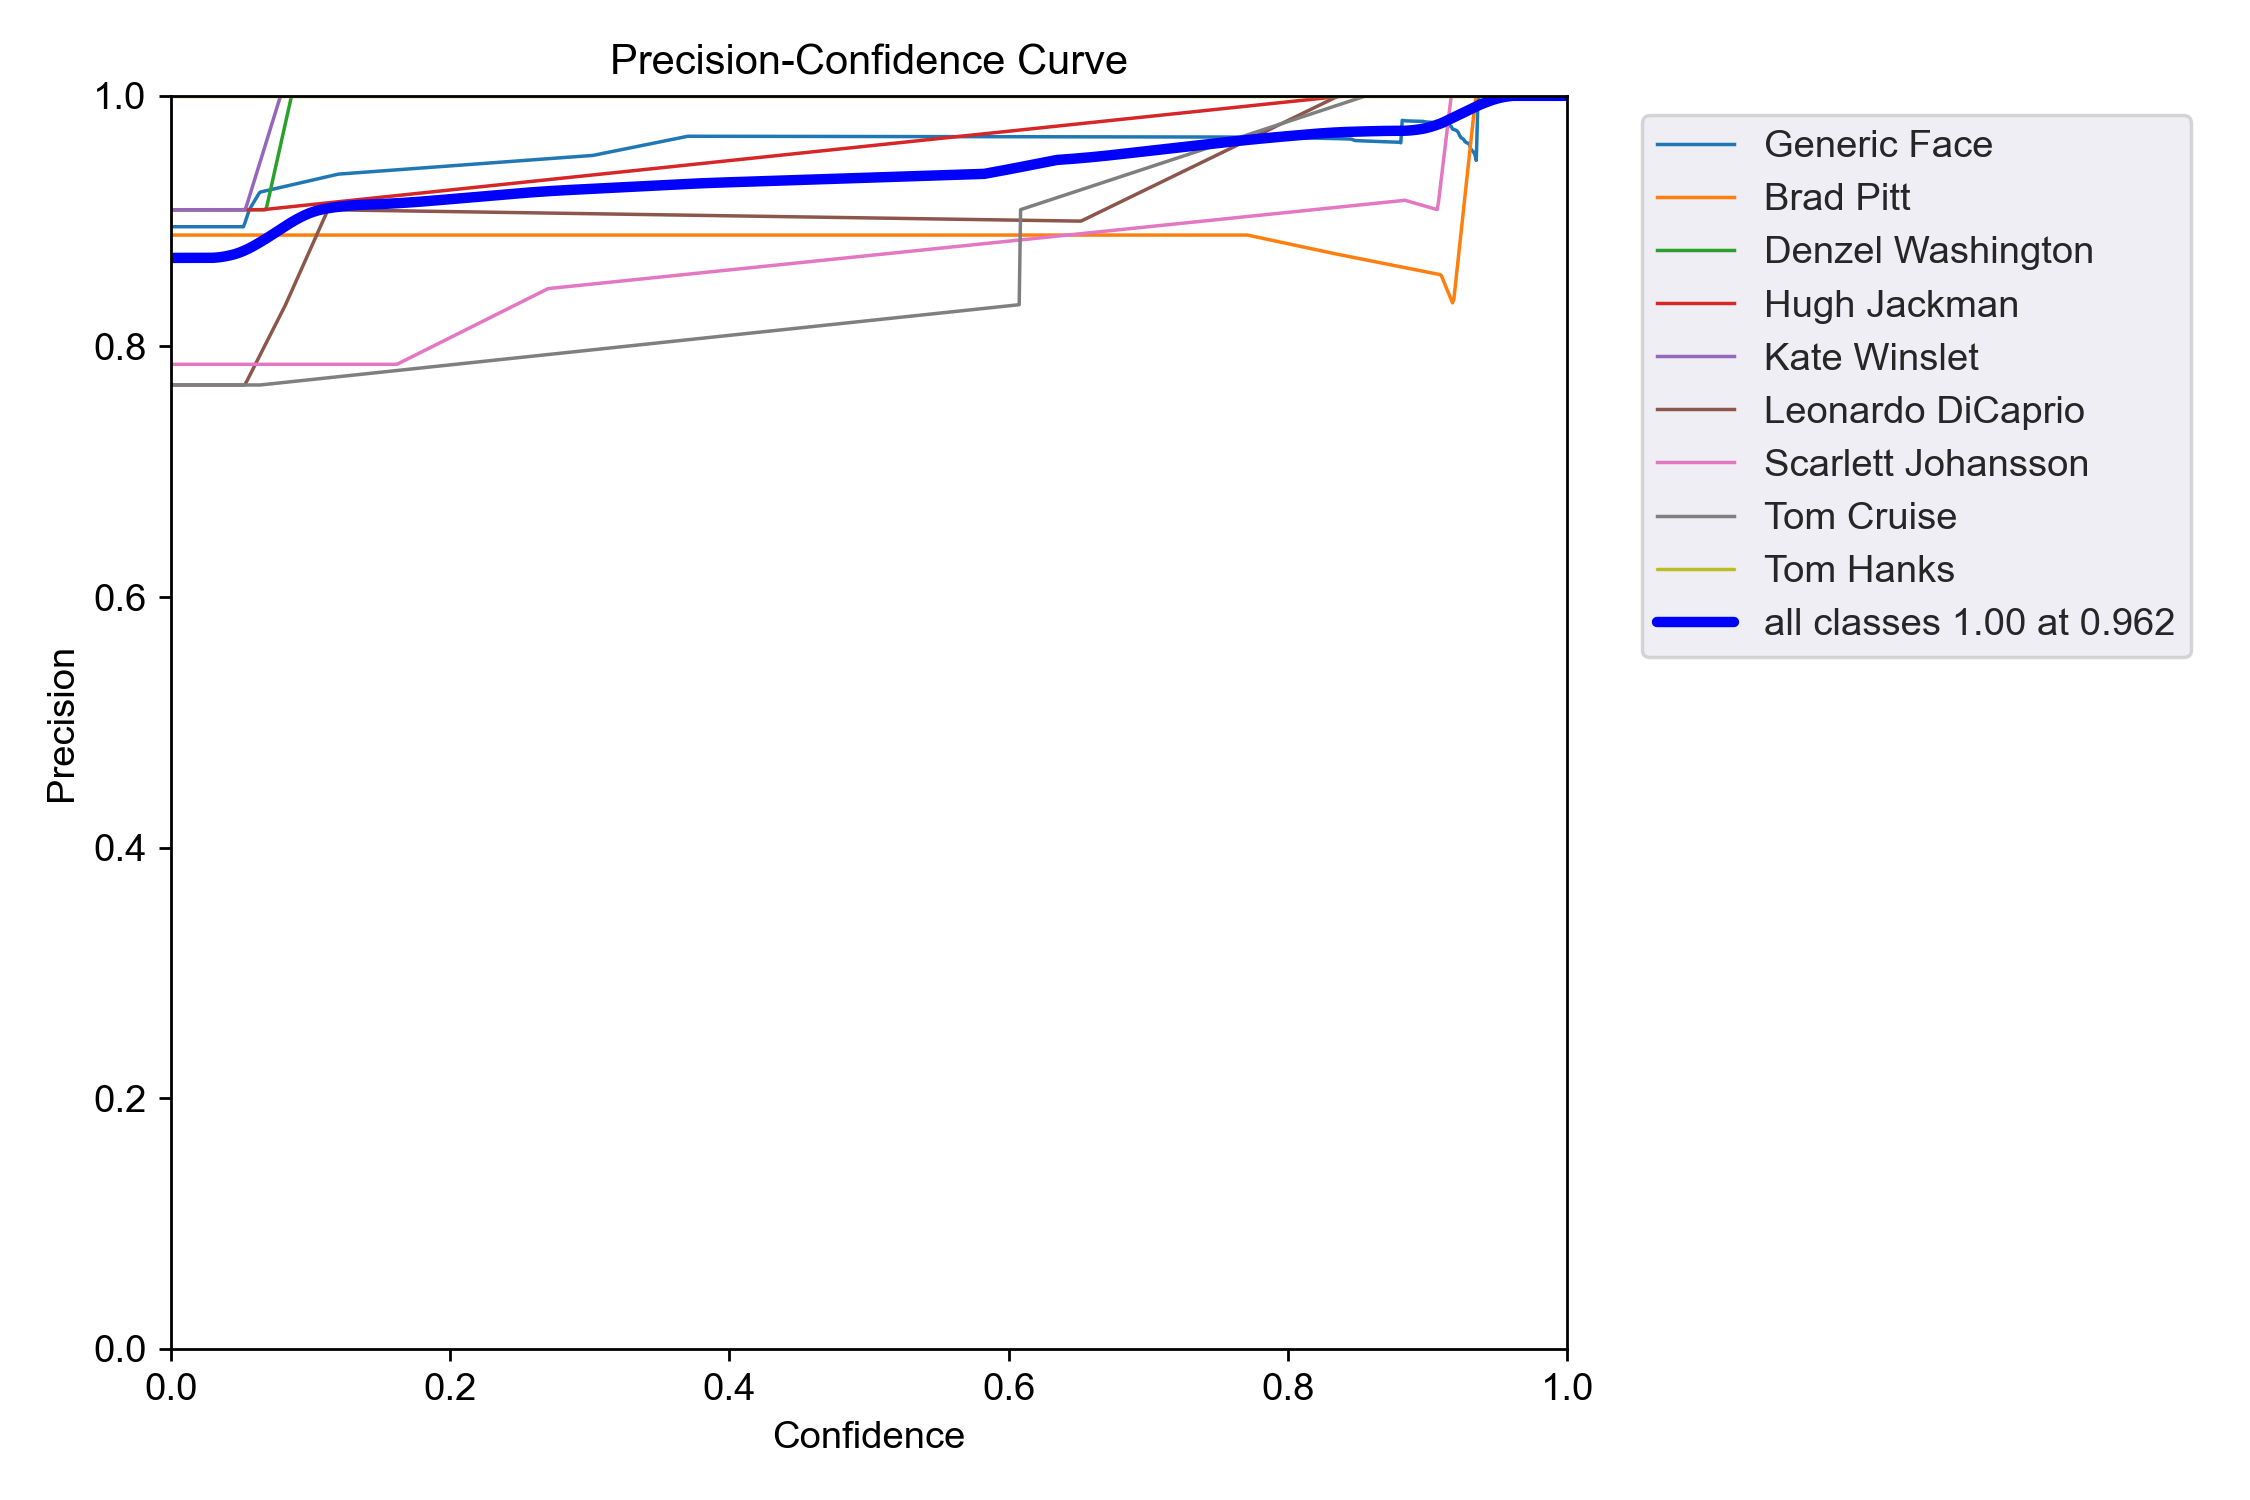 Precision-Confidence Curve
1.0
0.8
0.6
0.4
0.2
0.0
Precision
0.0 0.2 0.4 0.6 0.8 1.0
Confidence
Generic Face
Brad Pitt
Denzel Washington
Hugh Jackman
Kate Winslet
Leonardo DiCaprio
Scarlett Johansson
Tom Cruise
Tom Hanks
all classes 1.00 at 0.962